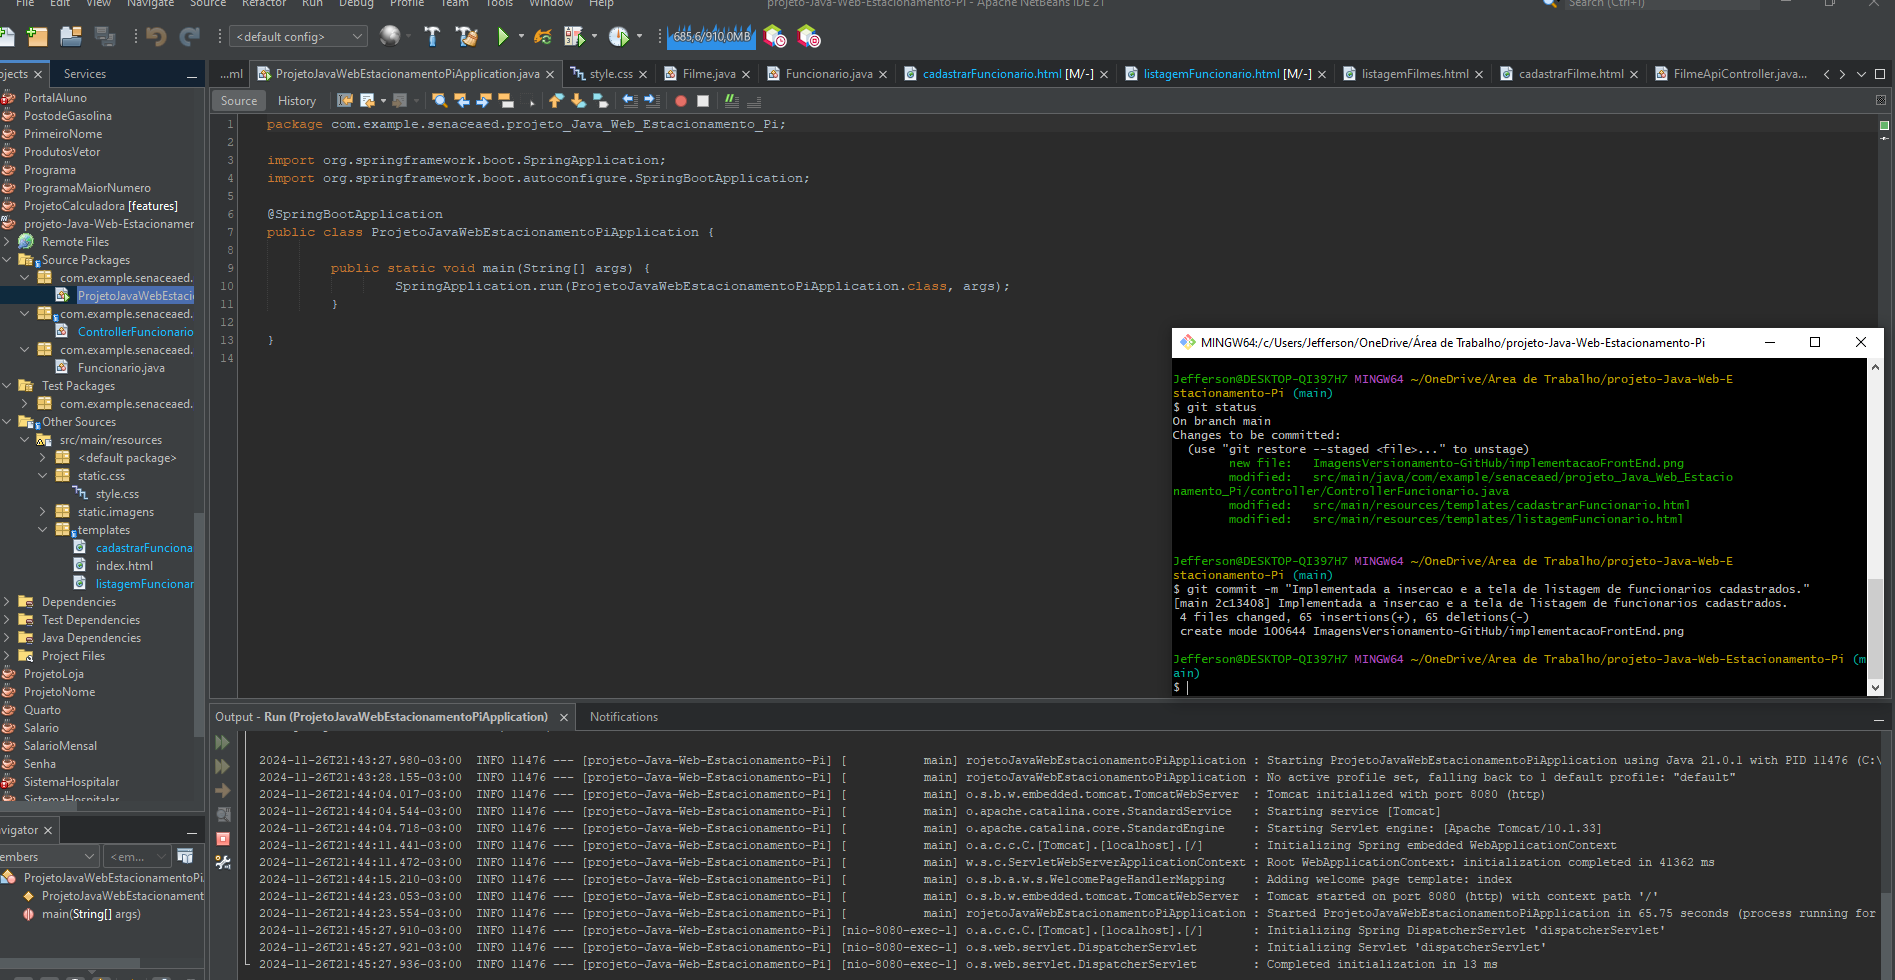 File Edit View Navigate Source Refactor Run Debug Profile Team Tools Window Help
projeto-Java-Web-Estacionamento-Pi - Apache NetBeans IDE 21
Search (Ctrl+I)
<default config>
685,6/910,0MB
ojects
Services
...ml
ProjetoJavaWebEstacionamentoPiApplication.java
style.css
Filme.java
Funcionario.java
cadastrarFuncionario.html [M/-]
listagemFuncionario.html [M/-]
listagemFilmes.html
cadastrarFilme.html
FilmeApiController.java...
Source History
PortalAluno
PostodeGasolina
PrimeiroNome
ProdutosVetor
Programa
ProgramaMaiorNumero
ProjetoCalculadora [features]
projeto-Java-Web-Estacionamer
Remote Files
Source Packages
com.example.senaceaed.
ProjetoJavaWebEstaci
com.example.senaceaed.
ControllerFuncionario
com.example.senaceaed.
Funcionario.java
Test Packages
com.example.senaceaed.
Other Sources
src/main/resources
<default package>
static.css
style.css
static.imagens
templates
cadastrarFunciona
index.html
listagemFuncionar
Dependencies
Test Dependencies
Java Dependencies
Project Files
ProjetoLoja
ProjetoNome
Quarto
Salario
SalarioMensal
Senha
SistemaHospitalar
SistemaHospitalar
1 package com.example.senaceaed.projeto_Java_Web_Estacionamento_Pi;
2
3 import org.springframework.boot.SpringApplication;
4 import org.springframework.boot.autoconfigure.SpringBootApplication;
5
6 @SpringBootApplication
7 public class ProjetoJavaWebEstacionamentoPiApplication {
8
9 public static void main(String[] args) {
10 SpringApplication.run(ProjetoJavaWebEstacionamentoPiApplication.class, args);
11 }
12
13 }
14
MINGW64:/c/Users/Jefferson/OneDrive/Área de Trabalho/projeto-Java-Web-Estacionamento-Pi
Jefferson@DESKTOP-QI397H7 MINGW64 ~/OneDrive/Área de Trabalho/projeto-Java-Web-E
stacionamento-Pi (main)
$ git status
On branch main
Changes to be committed:
(use "git restore --staged <file>..." to unstage)
new file: ImagensVersionamento-GitHub/implementacaoFrontEnd.png
modified: src/main/java/com/example/senaceaed/projeto_Java_Web_Estacio
namento_Pi/controller/ControllerFuncionario.java
modified: src/main/resources/templates/cadastrarFuncionario.html
modified: src/main/resources/templates/listagemFuncionario.html
Jefferson@DESKTOP-QI397H7 MINGW64 ~/OneDrive/Área de Trabalho/projeto-Java-Web-E
stacionamento-Pi (main)
$ git commit -m "Implementada a insercao e a tela de listagem de funcionarios cadastrados."
[main 2c13408] Implementada a insercao e a tela de listagem de funcionarios cadastrados.
4 files changed, 65 insertions(+), 65 deletions(-)
create mode 100644 ImagensVersionamento-GitHub/implementacaoFrontEnd.png
Jefferson@DESKTOP-QI397H7 MINGW64 ~/OneDrive/Área de Trabalho/projeto-Java-Web-Estacionamento-Pi (m
ain)
$
Output - Run (ProjetoJavaWebEstacionamentoPiApplication)
Notifications
2024-11-26T21:43:27.980-03:00 INFO 11476 --- [projeto-Java-Web-Estacionamento-Pi] [ main] rojetoJavaWebEstacionamentoPiApplication : Starting ProjetoJavaWebEstacionamentoPiApplication using Java 21.0.1 with PID 11476 (C:\
2024-11-26T21:43:28.155-03:00 INFO 11476 --- [projeto-Java-Web-Estacionamento-Pi] [ main] rojetoJavaWebEstacionamentoPiApplication : No active profile set, falling back to 1 default profile: "default"
2024-11-26T21:44:04.017-03:00 INFO 11476 --- [projeto-Java-Web-Estacionamento-Pi] [ main] o.s.b.w.embedded.tomcat.TomcatWebServer : Tomcat initialized with port 8080 (http)
2024-11-26T21:44:04.544-03:00 INFO 11476 --- [projeto-Java-Web-Estacionamento-Pi] [ main] o.apache.catalina.core.StandardService : Starting service [Tomcat]
2024-11-26T21:44:04.718-03:00 INFO 11476 --- [projeto-Java-Web-Estacionamento-Pi] [ main] o.apache.catalina.core.StandardEngine : Starting Servlet engine: [Apache Tomcat/10.1.33]
2024-11-26T21:44:11.441-03:00 INFO 11476 --- [projeto-Java-Web-Estacionamento-Pi] [ main] o.a.c.c.C.[Tomcat].[localhost].[/] : Initializing Spring embedded WebApplicationContext
2024-11-26T21:44:11.472-03:00 INFO 11476 --- [projeto-Java-Web-Estacionamento-Pi] [ main] w.s.c.ServletWebServerApplicationContext : Root WebApplicationContext: initialization completed in 41362 ms
2024-11-26T21:44:15.210-03:00 INFO 11476 --- [projeto-Java-Web-Estacionamento-Pi] [ main] o.s.b.a.w.s.WelcomePageHandlerMapping : Adding welcome page template: index
2024-11-26T21:44:23.053-03:00 INFO 11476 --- [projeto-Java-Web-Estacionamento-Pi] [ main] o.s.b.w.embedded.tomcat.TomcatWebServer : Tomcat started on port 8080 (http) with context path '/'
2024-11-26T21:44:23.554-03:00 INFO 11476 --- [projeto-Java-Web-Estacionamento-Pi] [ main] rojetoJavaWebEstacionamentoPiApplication : Started ProjetoJavaWebEstacionamentoPiApplication in 65.75 seconds (process running for
2024-11-26T21:45:27.910-03:00 INFO 11476 --- [projeto-Java-Web-Estacionamento-Pi] [nio-8080-exec-1] o.a.c.c.C.[Tomcat].[localhost].[/] : Initializing Spring DispatcherServlet 'dispatcherServlet'
2024-11-26T21:45:27.921-03:00 INFO 11476 --- [projeto-Java-Web-Estacionamento-Pi] [nio-8080-exec-1] o.s.web.servlet.DispatcherServlet : Initializing Servlet 'dispatcherServlet'
2024-11-26T21:45:27.936-03:00 INFO 11476 --- [projeto-Java-Web-Estacionamento-Pi] [nio-8080-exec-1] o.s.web.servlet.DispatcherServlet : Completed initialization in 13 ms
avigator
embers
<em...
ProjetoJavaWebEstacionamentoPi
ProjetoJavaWebEstacionament
main(String[] args)